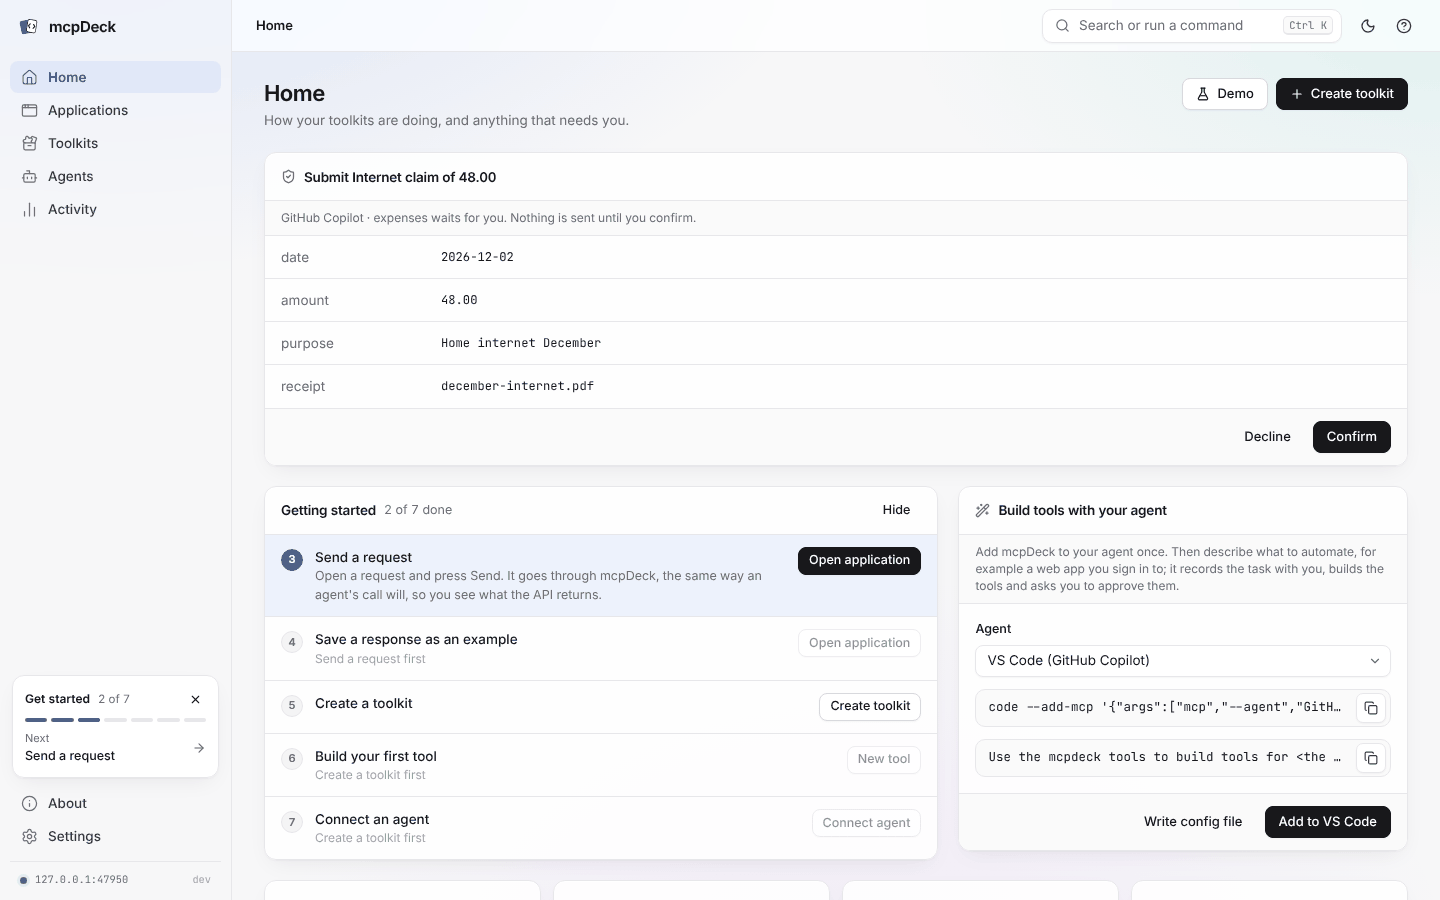 mcpDeck
Home
Search or run a command
Ctrl K
Home
Applications
Toolkits
Agents
Activity
Home
How your toolkits are doing, and anything that needs you.
Demo
Create toolkit
Submit Internet claim of 48.00
GitHub Copilot · expenses waits for you. Nothing is sent until you confirm.
date
2026-12-02
amount
48.00
purpose
Home internet December
receipt
december-internet.pdf
Decline
Confirm
Getting started 2 of 7 done
Hide
3
Send a request
Open a request and press Send. It goes through mcpDeck, the same way an
agent's call will, so you see what the API returns.
Open application
4
Save a response as an example
Send a request first
Open application
5
Create a toolkit
Create toolkit
6
Build your first tool
Create a toolkit first
New tool
7
Connect an agent
Create a toolkit first
Connect agent
Build tools with your agent
Add mcpDeck to your agent once. Then describe what to automate, for
example a web app you sign in to; it records the task with you, builds the
tools and asks you to approve them.
Agent
VS Code (GitHub Copilot)
code --add-mcp '{"args":["mcp","--agent","GitH…
Use the mcpdeck tools to build tools for <the …
Write config file
Add to VS Code
Get started 2 of 7
Next
Send a request
About
Settings
127.0.0.1:47950
dev